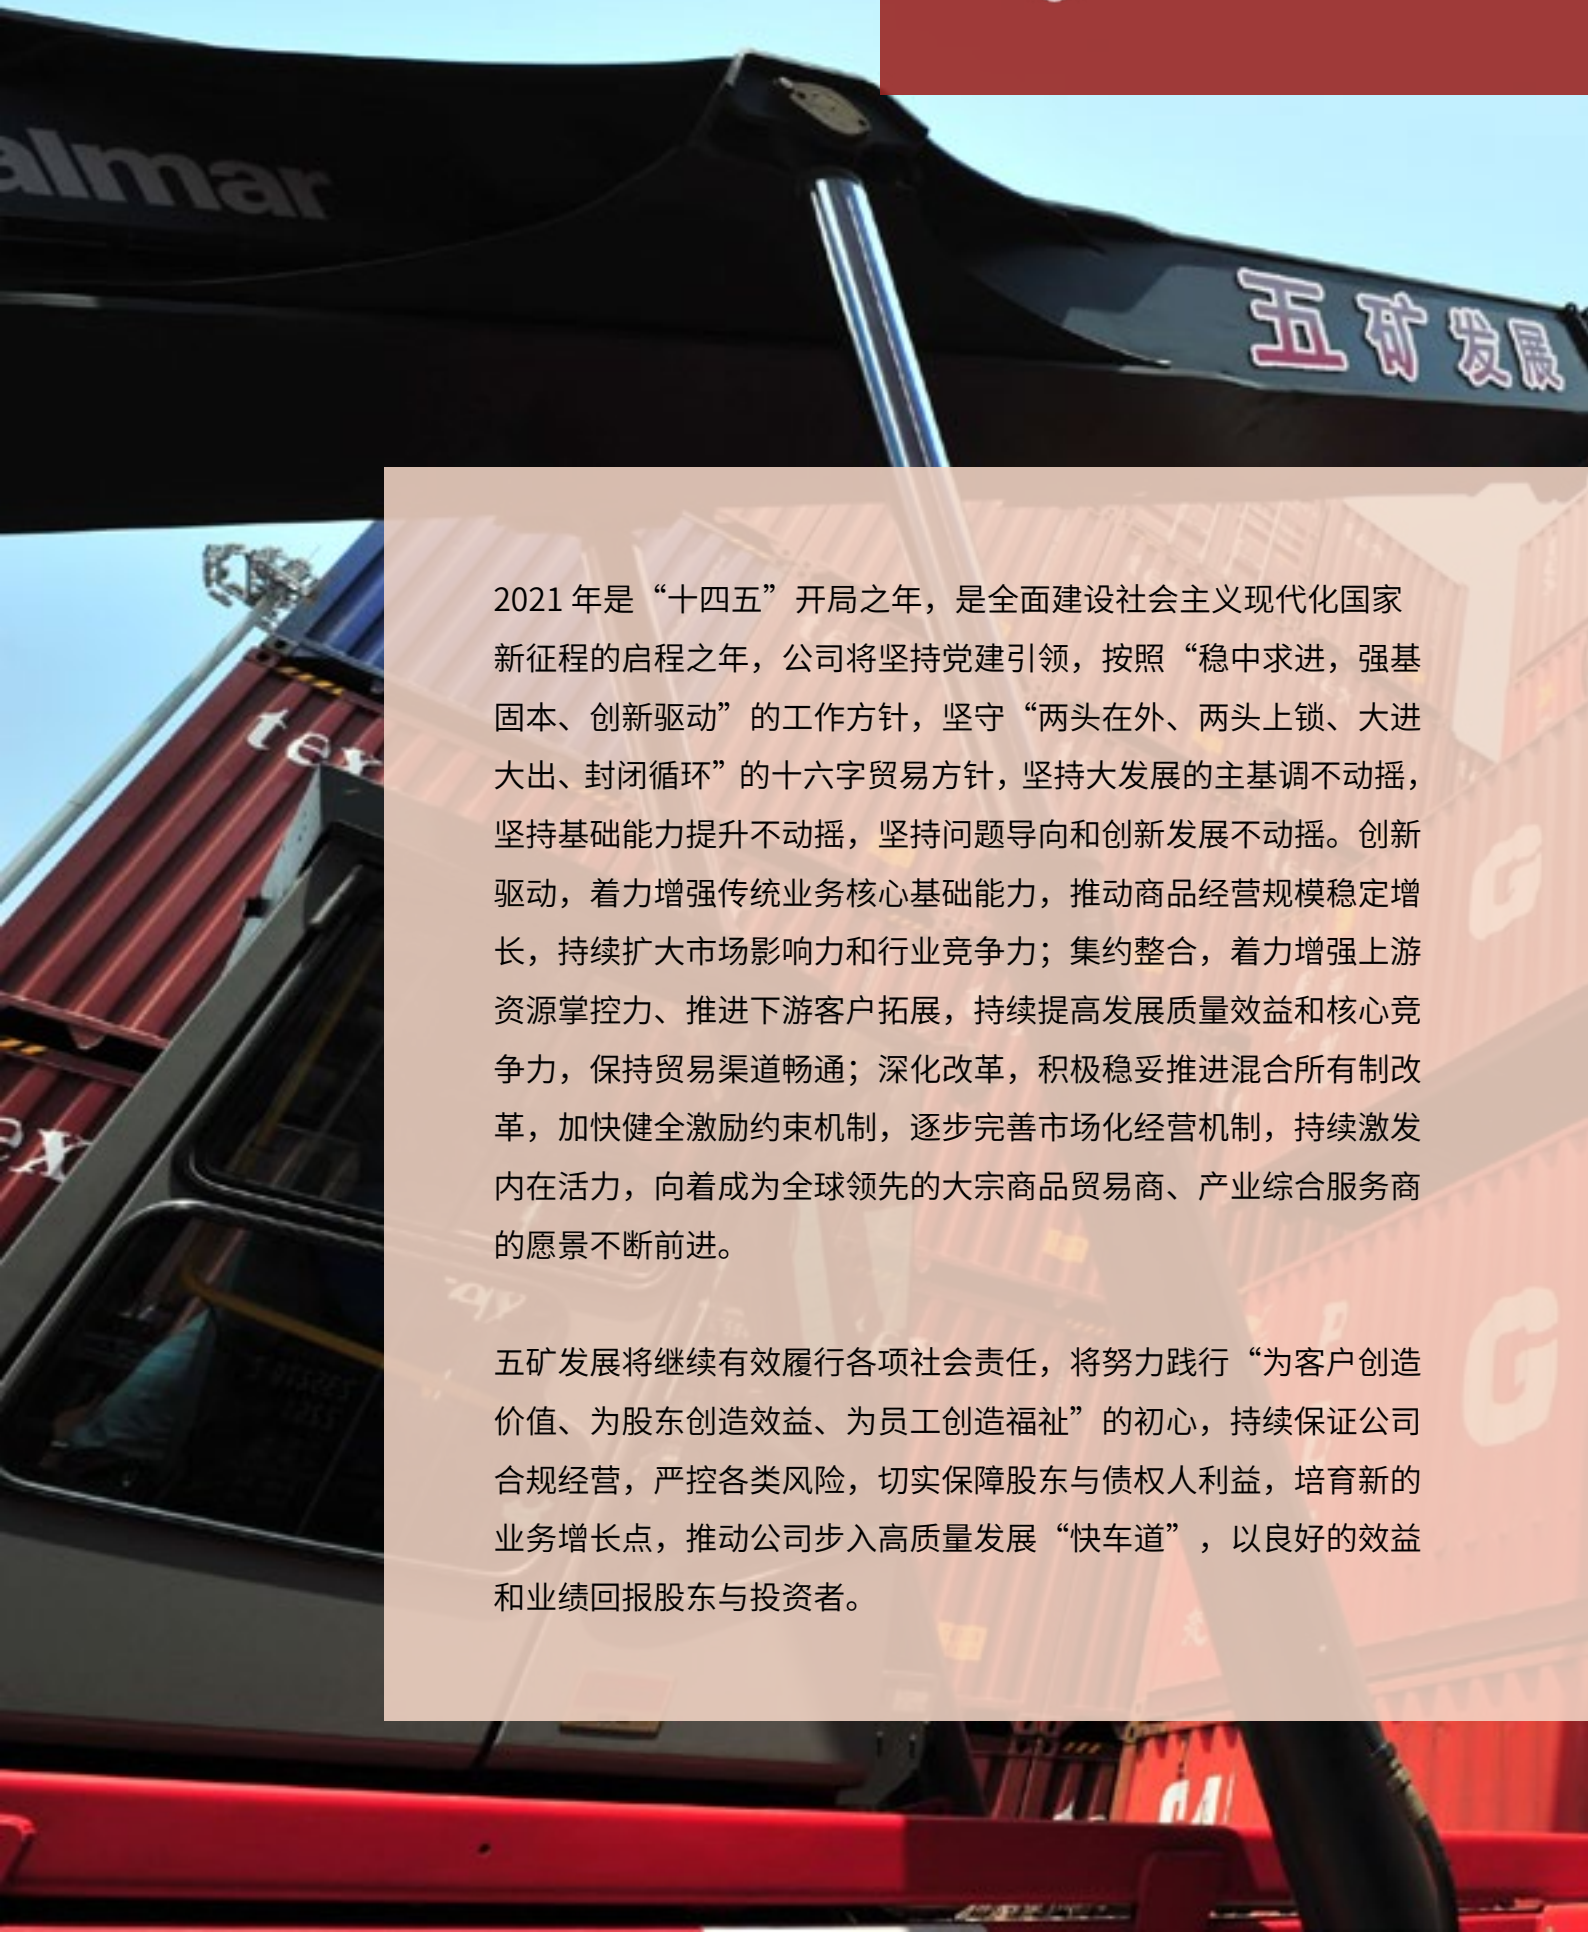 almar
五矿发展
tex
ex
2021 年是“十四五”开局之年，是全面建设社会主义现代化国家
新征程的启程之年，公司将坚持党建引领，按照“稳中求进，强基
固本、创新驱动”的工作方针，坚守“两头在外、两头上锁、大进
大出、封闭循环”的十六字贸易方针，坚持大发展的主基调不动摇，
坚持基础能力提升不动摇，坚持问题导向和创新发展不动摇。创新
驱动，着力增强传统业务核心基础能力，推动商品经营规模稳定增
长，持续扩大市场影响力和行业竞争力；集约整合，着力增强上游
资源掌控力、推进下游客户拓展，持续提高发展质量效益和核心竞
争力，保持贸易渠道畅通；深化改革，积极稳妥推进混合所有制改
革，加快健全激励约束机制，逐步完善市场化经营机制，持续激发
内在活力，向着成为全球领先的大宗商品贸易商、产业综合服务商
的愿景不断前进。
五矿发展将继续有效履行各项社会责任，将努力践行“为客户创造
价值、为股东创造效益、为员工创造福祉”的初心，持续保证公司
合规经营，严控各类风险，切实保障股东与债权人利益，培育新的
业务增长点，推动公司步入高质量发展“快车道”，以良好的效益
和业绩回报股东与投资者。
G
G